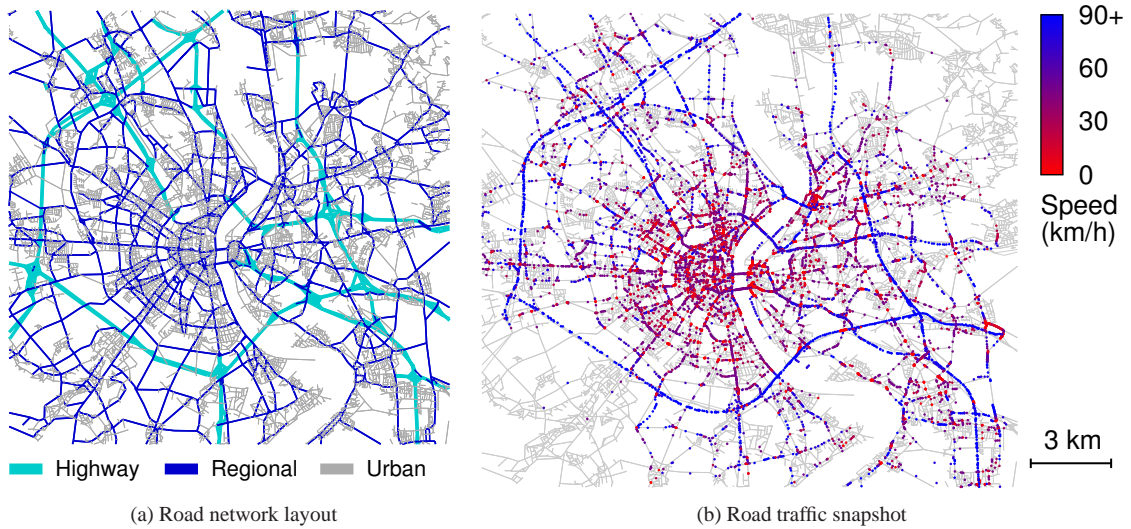 Highway
Regional
Urban
(a) Road network layout
90+
60
30
0
Speed
(km/h)
3 km
(b) Road traffic snapshot